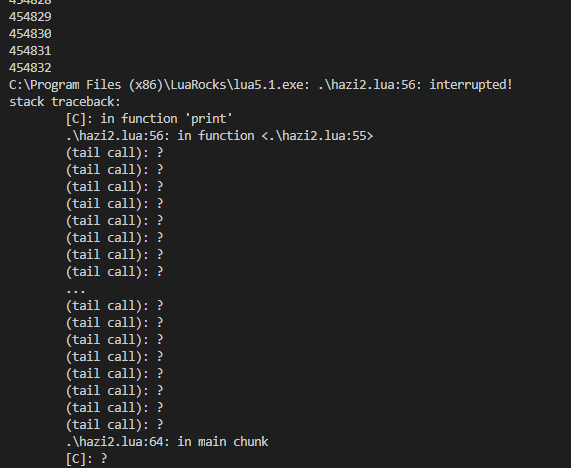 454828
454829
454830
454831
454832
C:\Program Files (x86)\LuaRocks\lua5.1.exe: .\hazi2.lua:56: interrupted!
stack traceback:
[C]: in function 'print'
.\hazi2.lua:56: in function <.\hazi2.lua:55>
(tail call): ?
(tail call): ?
(tail call): ?
(tail call): ?
(tail call): ?
(tail call): ?
(tail call): ?
(tail call): ?
...
(tail call): ?
(tail call): ?
(tail call): ?
(tail call): ?
(tail call): ?
(tail call): ?
(tail call): ?
(tail call): ?
.\hazi2.lua:64: in main chunk
[C]: ?